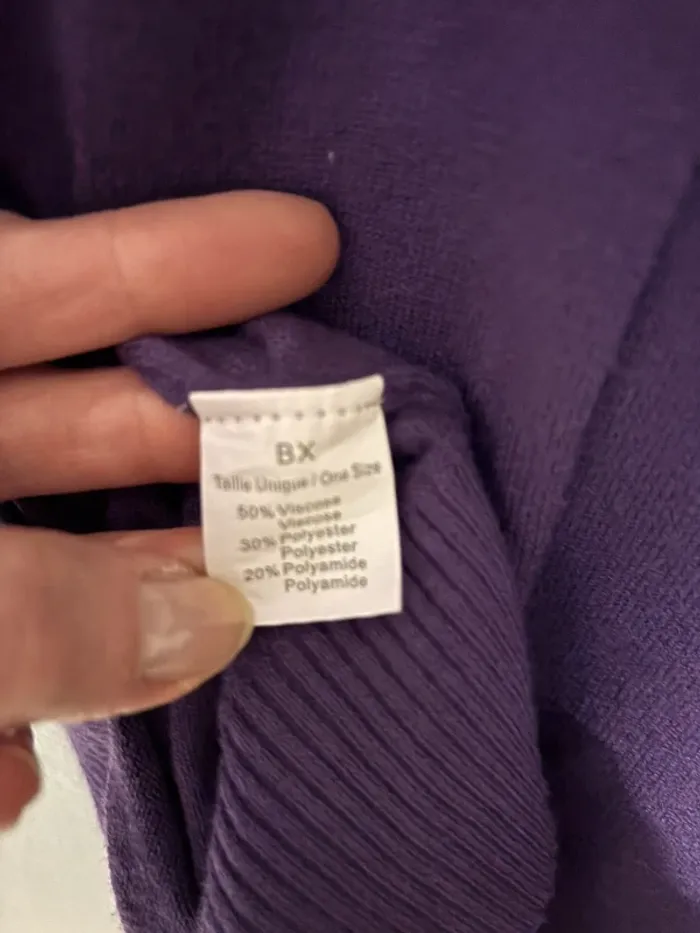 BX
Taille Unique / One Size
50% Viscose
Viscose
30% Polyester
Polyester
20% Polyamide
Polyamide